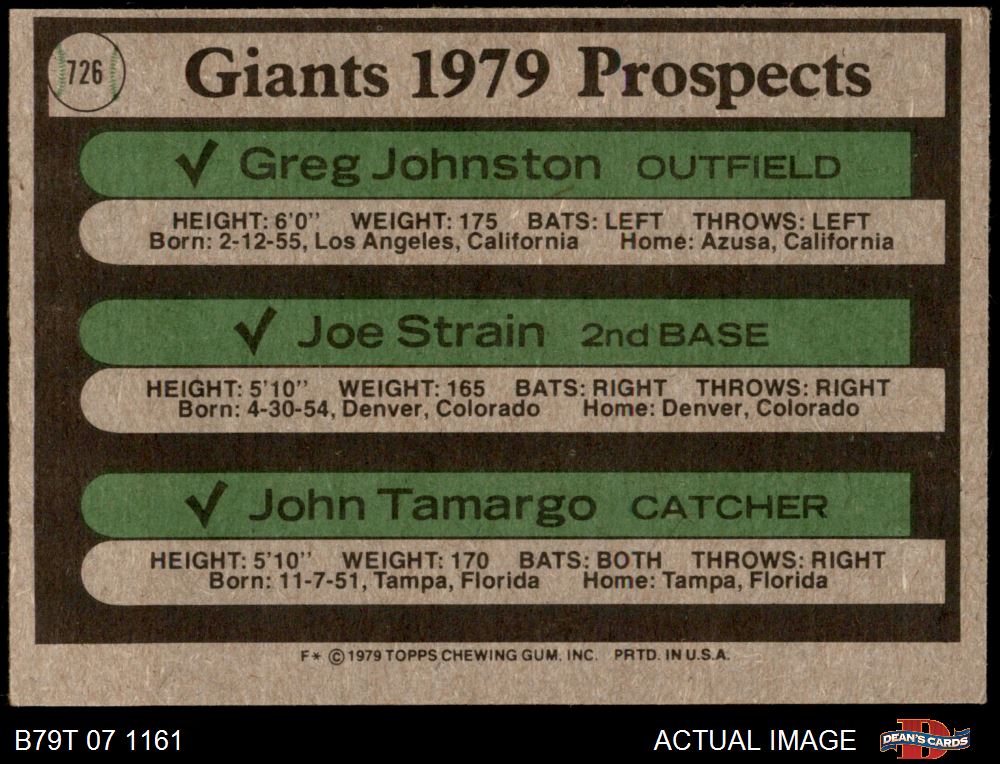 726
Giants 1979 Prospects
✓ Greg Johnston OUTFIELD
HEIGHT: 6'0" WEIGHT: 175 BATS: LEFT THROWS: LEFT
Born: 2-12-55, Los Angeles, California Home: Azusa, California
✓ Joe Strain 2nd BASE
HEIGHT: 5'10" WEIGHT: 165 BATS: RIGHT THROWS: RIGHT
Born: 4-30-54, Denver, Colorado Home: Denver, Colorado
✓ John Tamargo CATCHER
HEIGHT: 5'10" WEIGHT: 170 BATS: BOTH THROWS: RIGHT
Born: 11-7-51, Tampa, Florida Home: Tampa, Florida
F* © 1979 TOPPS CHEWING GUM, INC. PRTD. IN U.S.A.
B79T 07 1161
ACTUAL IMAGE
D
DEAN'S CARDS